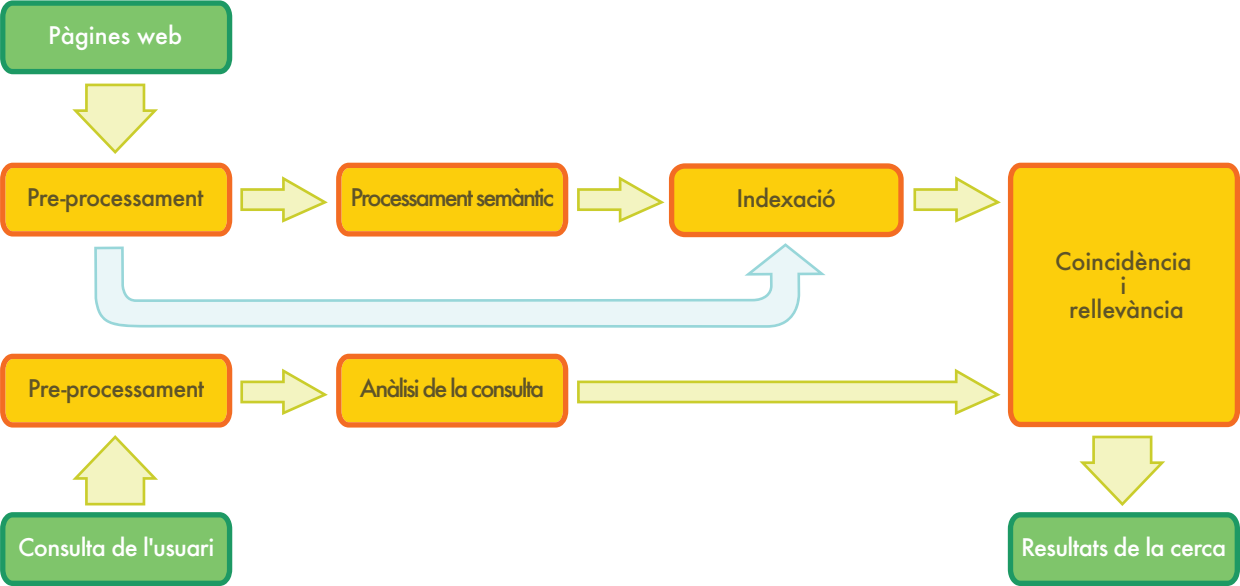 Pàgines web
Pre-processament
Processament semàntic
Indexació
Coincidència
i
rellevància
Pre-processament
Anàlisi de la consulta
Consulta de l'usuari
Resultats de la cerca